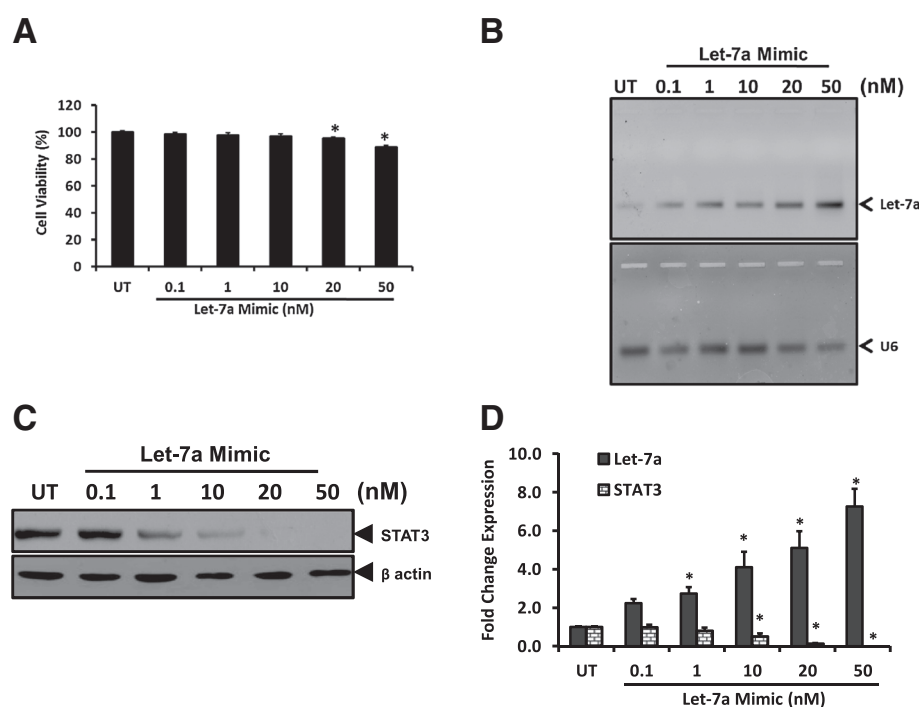 A
120
100
80
60
40
20
0
Cell Viability (%)
* *
UT 0.1 1 10 20 50
Let-7a Mimic (nM)
B
Let-7a Mimic
UT 0.1 1 10 20 50 (nM)
Let-7a
U6
C
Let-7a Mimic
UT 0.1 1 10 20 50 (nM)
STAT3
β actin
D
10.0
8.0
6.0
4.0
2.0
0.0
Fold Change Expression
Let-7a
STAT3
* * * * * * *
UT 0.1 1 10 20 50
Let-7a Mimic (nM)